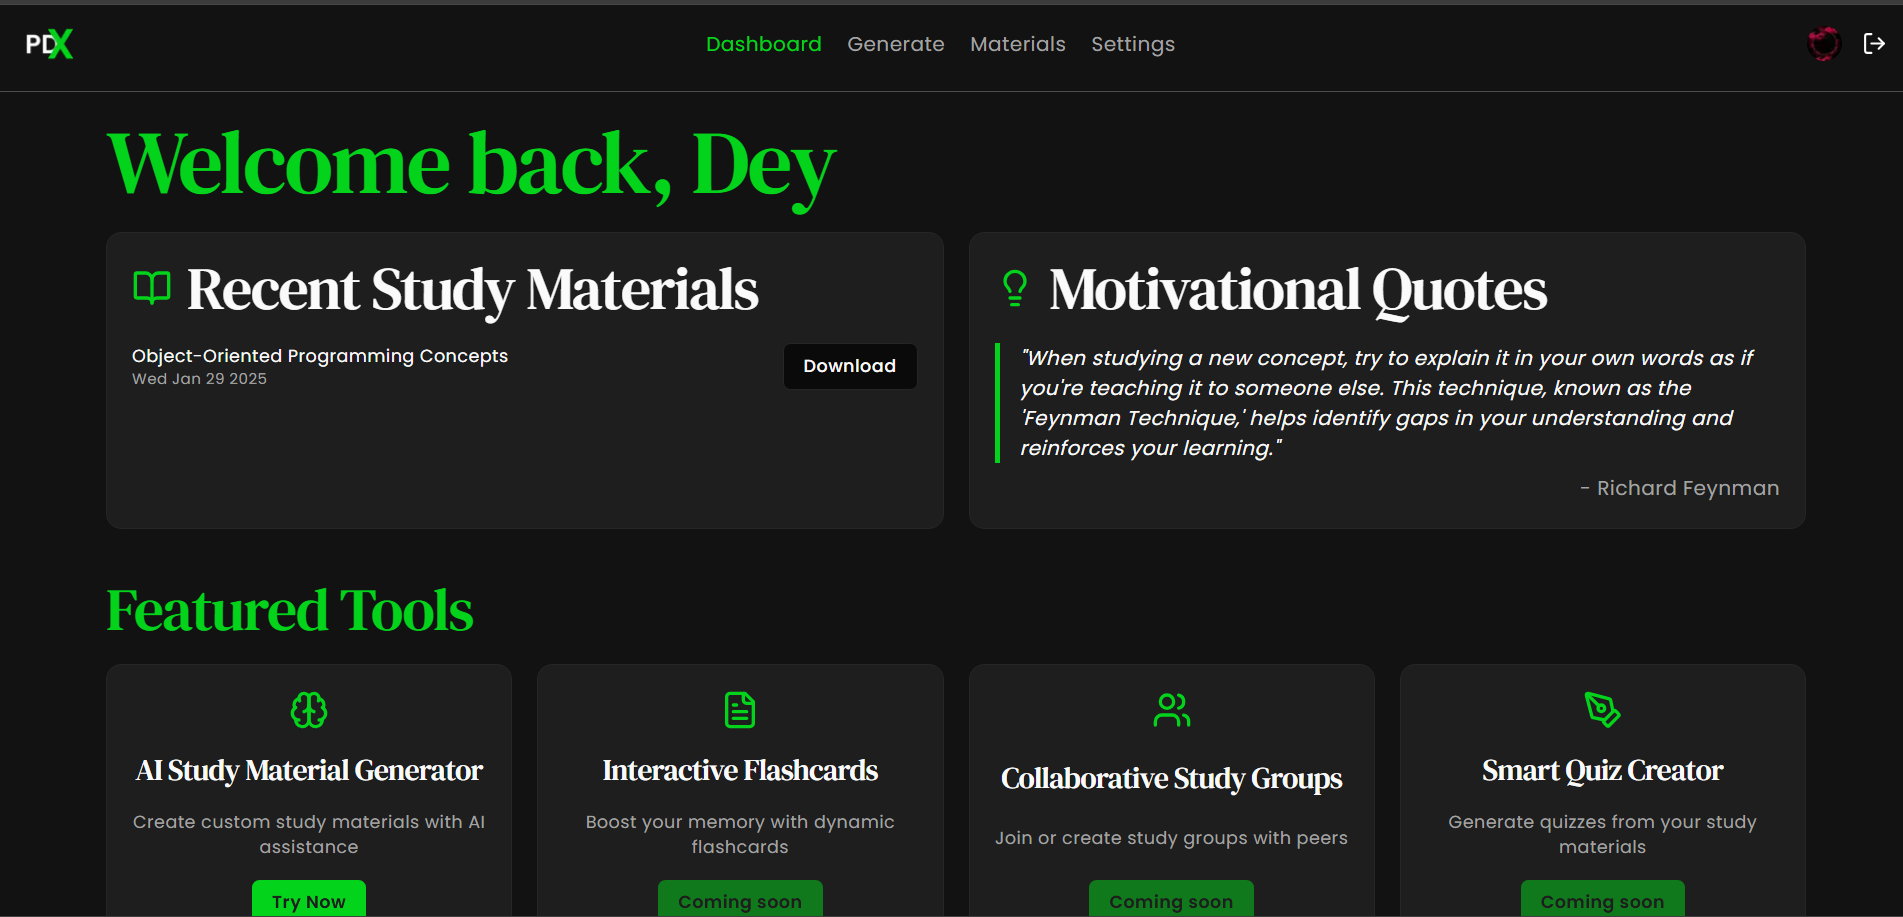 PDX
Dashboard Generate Materials Settings
Welcome back, Dey
Recent Study Materials
Object-Oriented Programming Concepts
Wed Jan 29 2025
Download
Motivational Quotes
"When studying a new concept, try to explain it in your own words as if
you're teaching it to someone else. This technique, known as the
'Feynman Technique,' helps identify gaps in your understanding and
reinforces your learning."
- Richard Feynman
Featured Tools
AI Study Material Generator
Create custom study materials with AI
assistance
Try Now
Interactive Flashcards
Boost your memory with dynamic
flashcards
Coming soon
Collaborative Study Groups
Join or create study groups with peers
Coming soon
Smart Quiz Creator
Generate quizzes from your study
materials
Coming soon